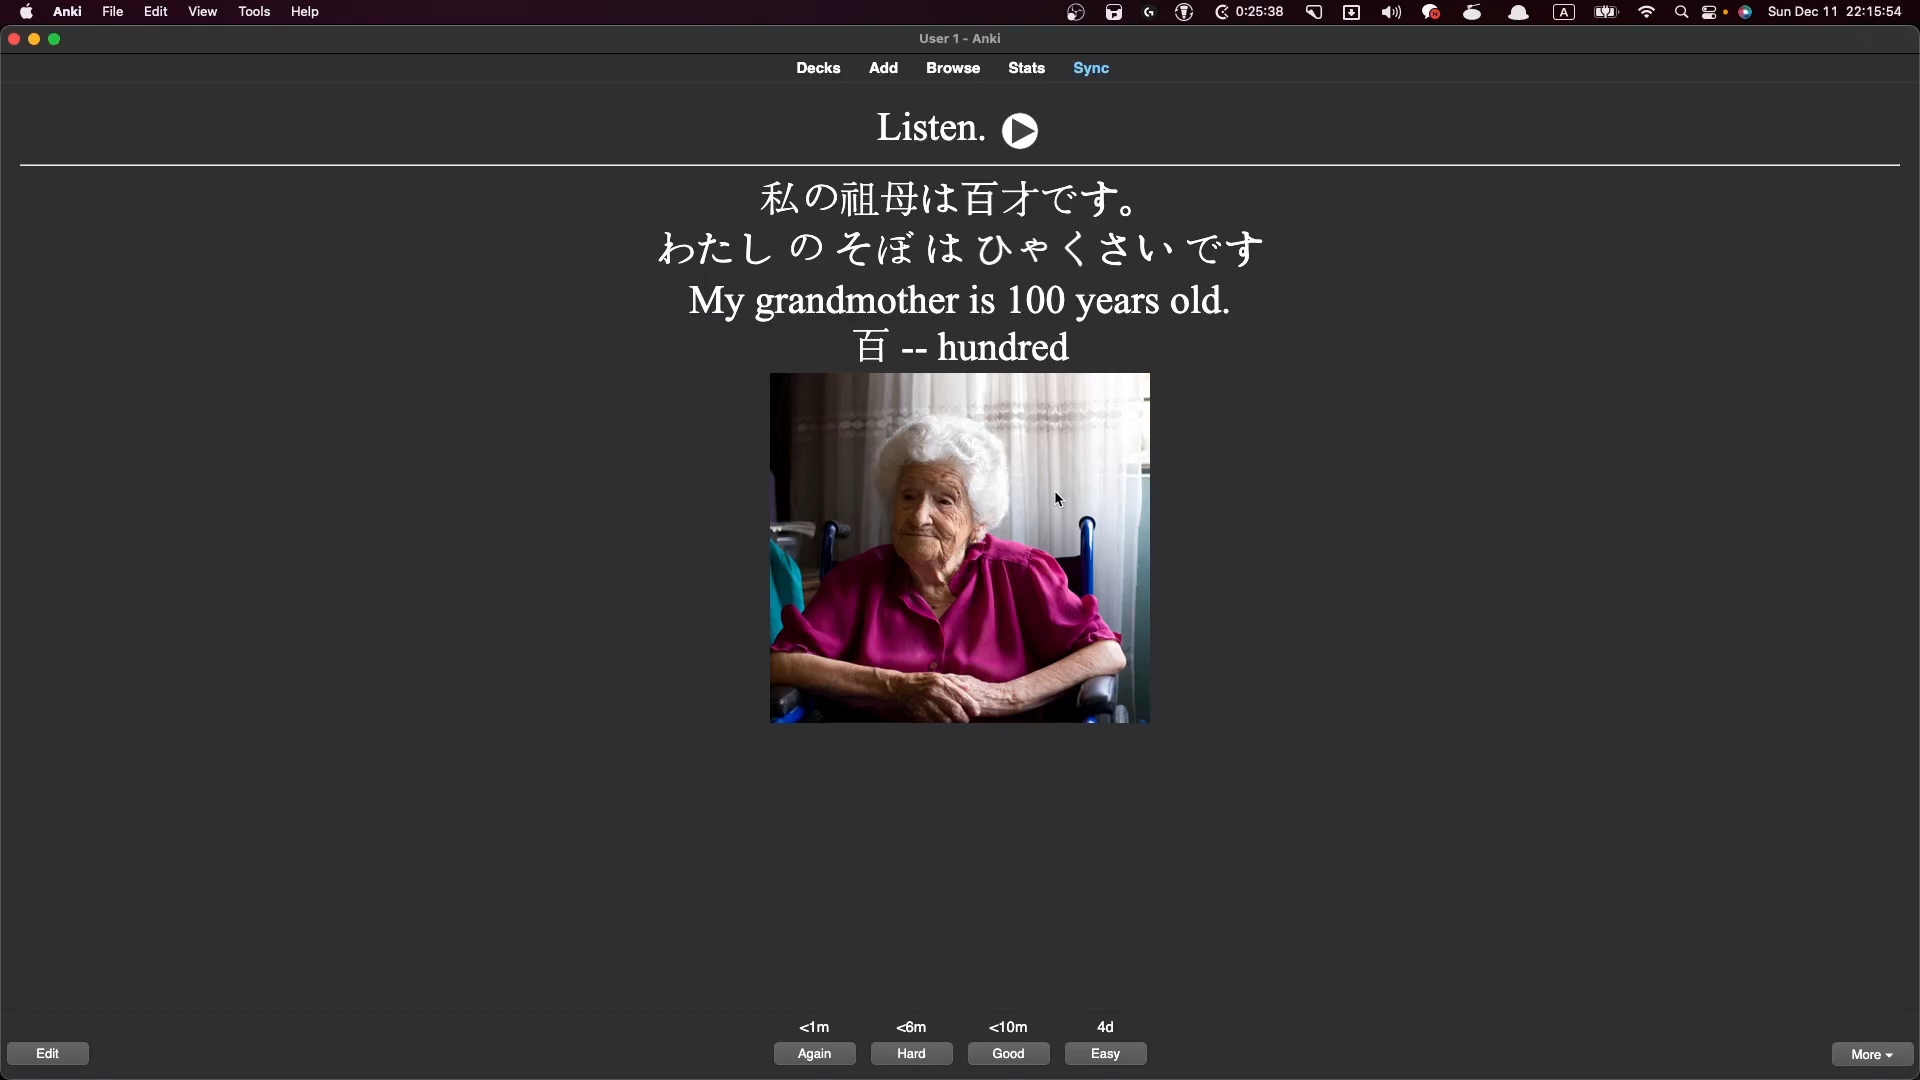 Anki File Edit View Tools Help 0:25:38 A Sun Dec 11 22:15:54
User 1 - Anki
Decks Add Browse Stats Sync
Listen.
私の祖母は百才です。
わたし の そぼ は ひゃくさい です
My grandmother is 100 years old.
百 -- hundred
<1m <6m <10m 4d
Edit Again Hard Good Easy More